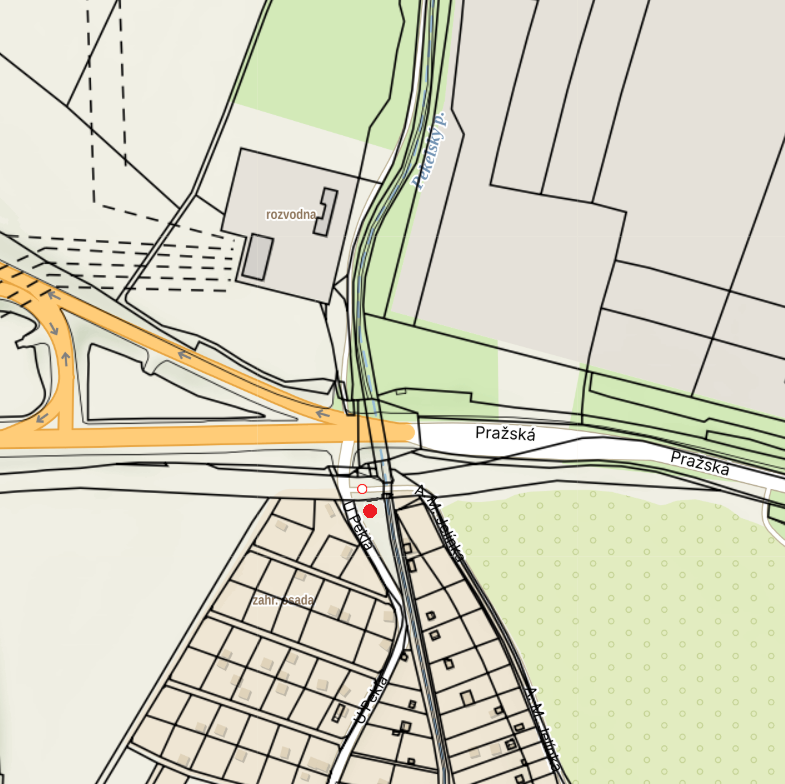 Pekelský p.
rozvodna
Pražská
Pražská
A. M. Jelínka
U Pekla
zahr. osada
U Pekla
A. M. Jelínka